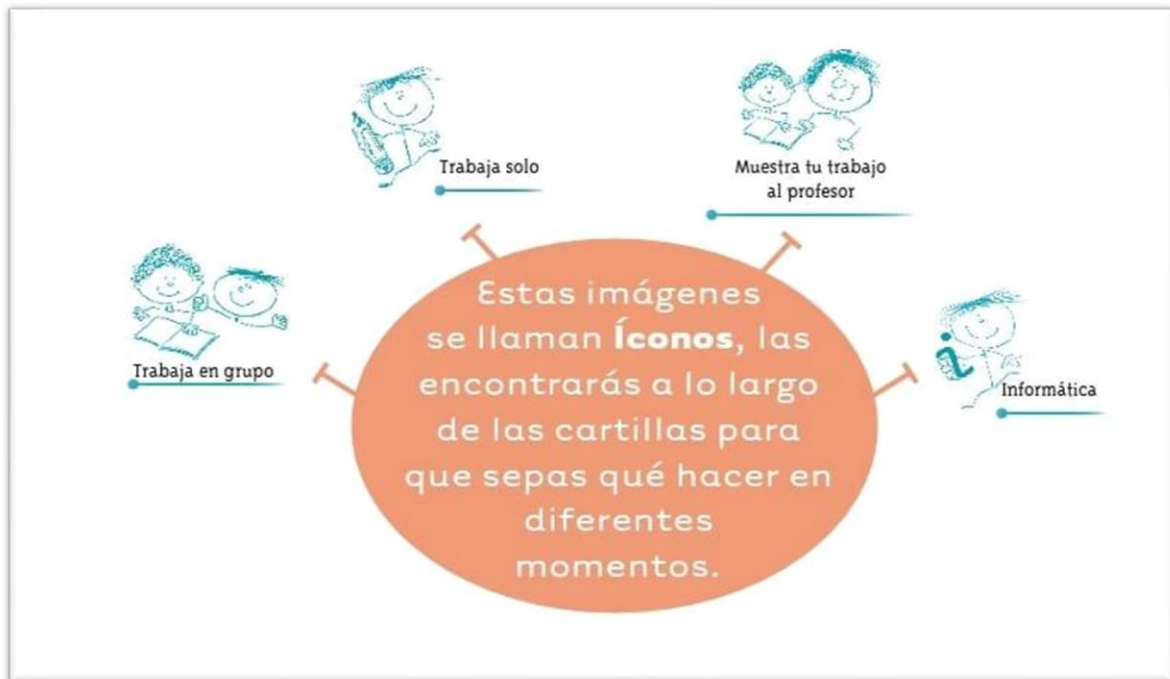 Trabaja solo
Muestra tu trabajo
al profesor
Trabaja en grupo
Informática
Estas imágenes
se llaman Íconos, las
encontrarás a lo largo
de las cartillas para
que sepas qué hacer en
diferentes
momentos.